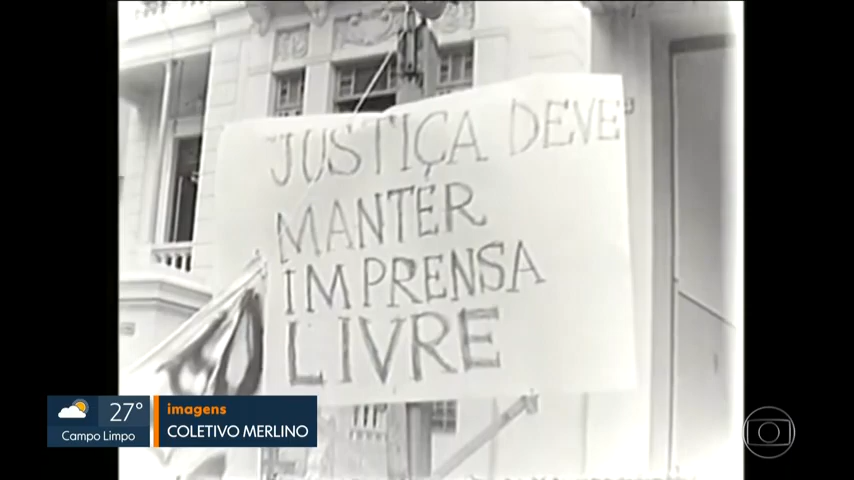 "JUSTIÇA DEVE"
MANTER
IMPRENSA
LIVRE
27°
Campo Limpo
imagens
COLETIVO MERLINO